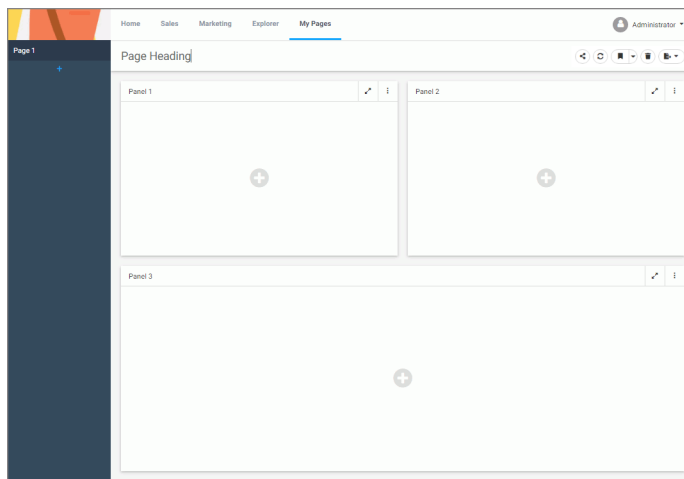 Home Sales Marketing Explorer My Pages Administrator
Page 1
Page Heading
Panel 1
Panel 2
Panel 3